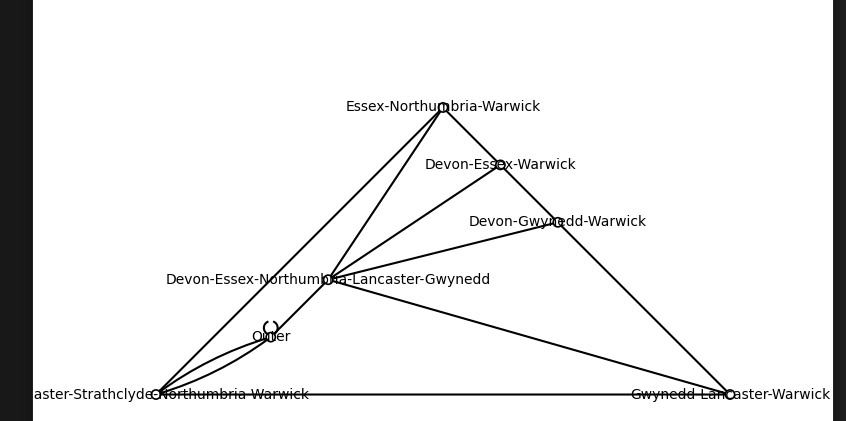 Essex-Northumbria-Warwick
Devon-Essex-Warwick
Devon-Gwynedd-Warwick
Devon-Essex-Northumbria-Lancaster-Gwynedd
Outer
aster-Strathclyde-Northumbria-Warwick
Gwynedd-Lancaster-Warwick